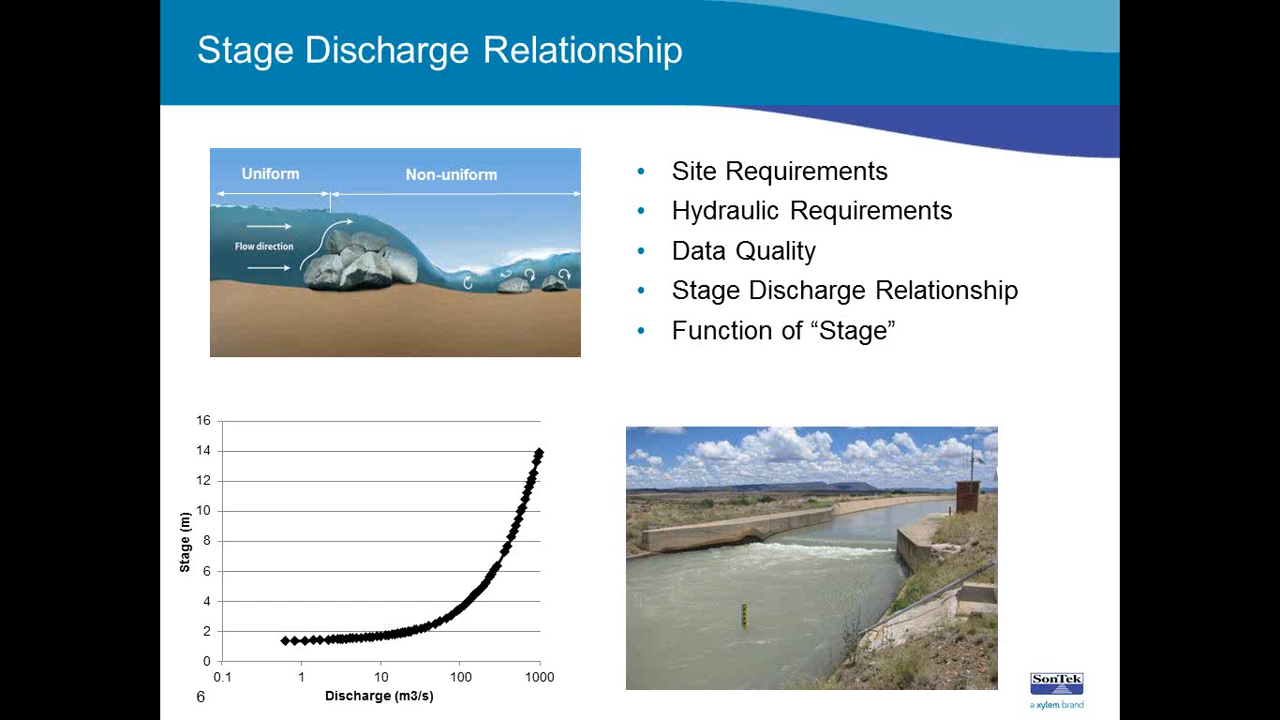 Stage Discharge Relationship
Uniform
Non-uniform
Flow direction
• Site Requirements
• Hydraulic Requirements
• Data Quality
• Stage Discharge Relationship
• Function of “Stage”
16
14
12
10
8
6
4
2
0
Stage (m)
0.1 1 10 100 1000
Discharge (m3/s)
6
SonTek
a xylem brand